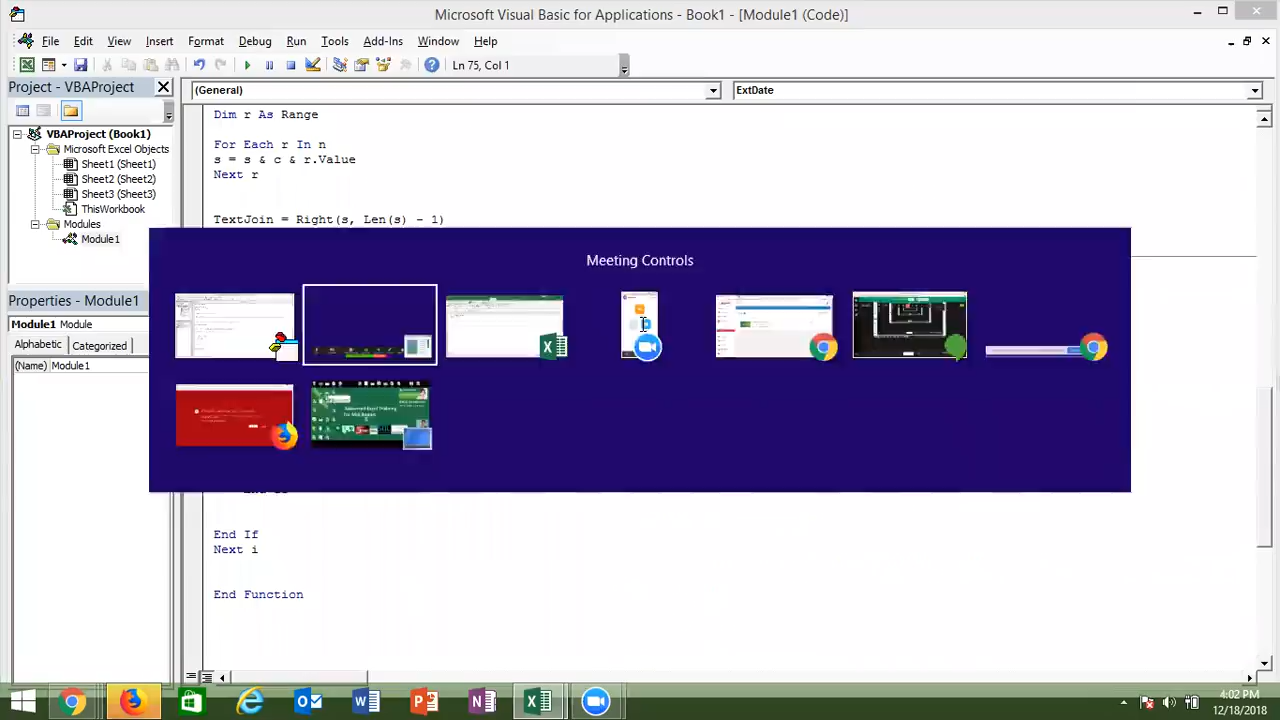 Microsoft Visual Basic for Applications - Book1 - [Module1 (Code)]
File Edit View Insert Format Debug Run Tools Add-Ins Window Help
Ln 75, Col 1
Project - VBAProject
(General)
ExtDate
VBAProject (Book1)
Microsoft Excel Objects
Sheet1 (Sheet1)
Sheet2 (Sheet2)
Sheet3 (Sheet3)
ThisWorkbook
Modules
Module1
Dim r As Range
For Each r In n
s = s & c & r.Value
Next r
TextJoin = Right(s, Len(s) - 1)
Meeting Controls
Properties - Module1
Module1 Module
Alphabetic Categorized
(Name) Module1
End If
Next i
End Function
4:02 PM
12/18/2018